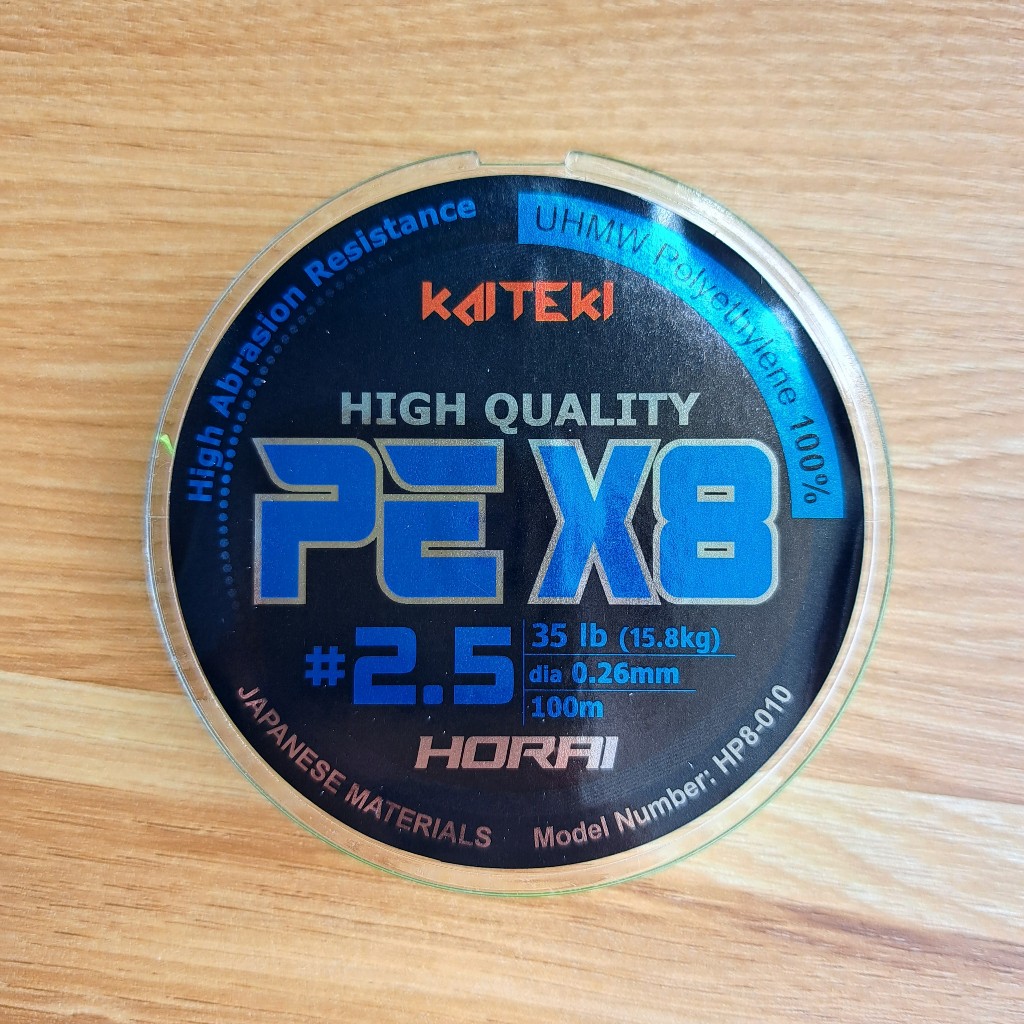 High Abrasion Resistance
UHMW Polyethylene 100%
KAITEKI
HIGH QUALITY
PE X8
#2.5
35 lb (15.8kg)
dia 0.26mm
100m
HORAI
JAPANESE MATERIALS
Model Number: HP8-010